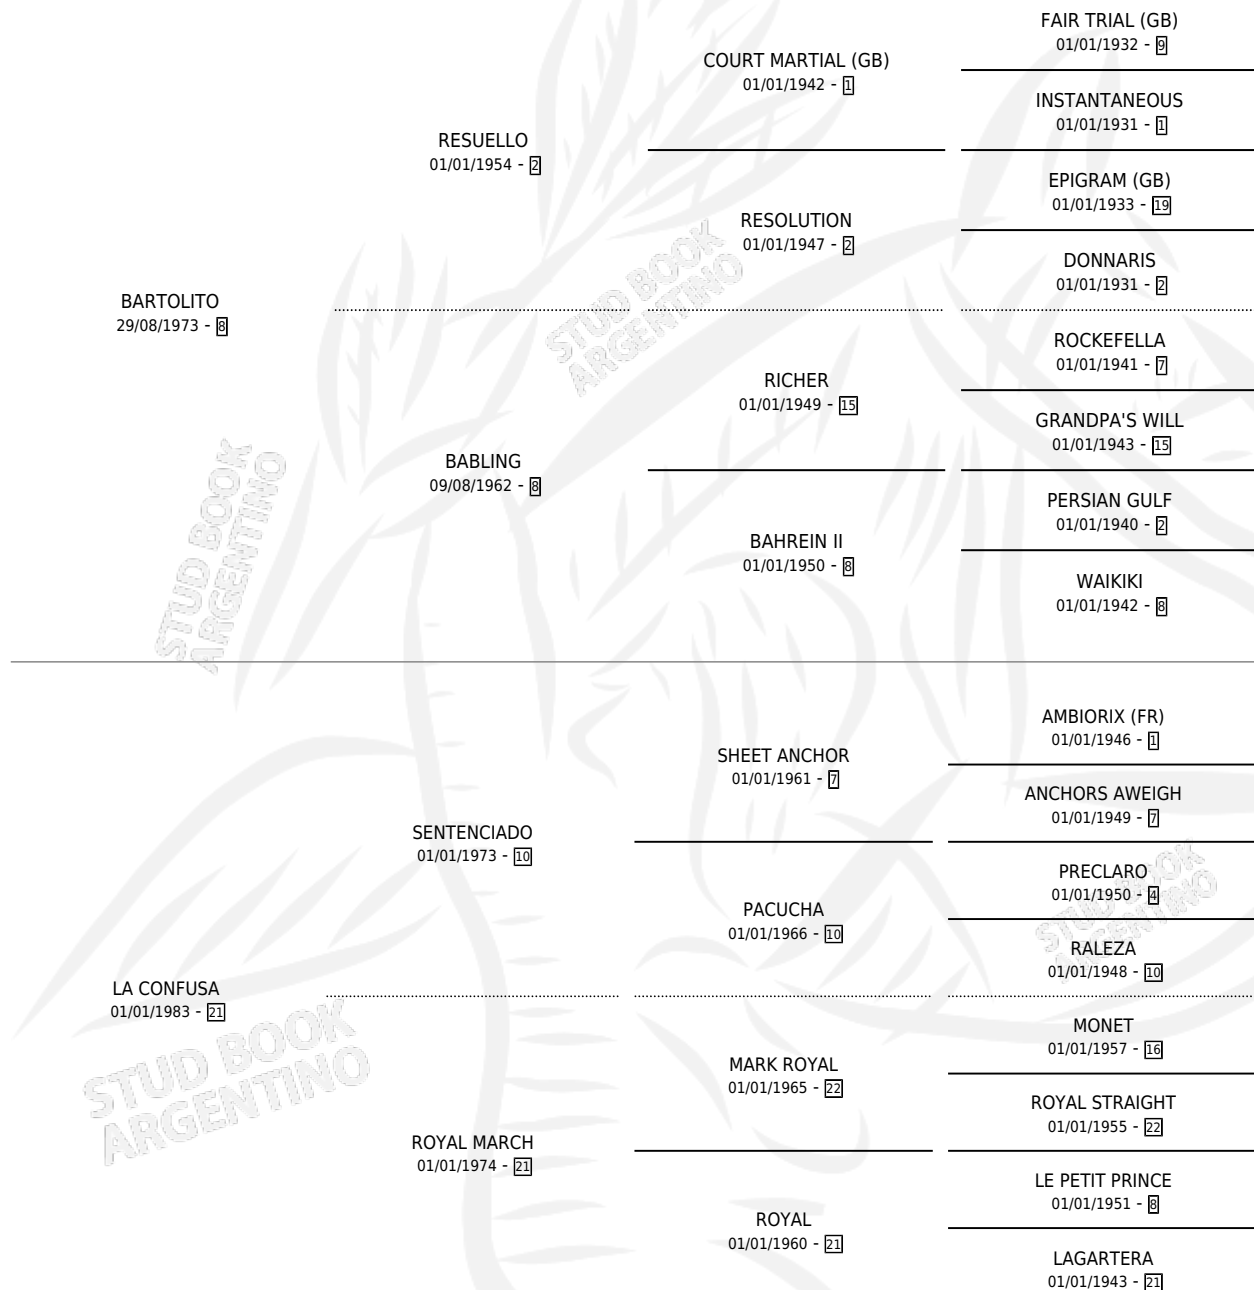 FAIR TRIAL (GB)
01/01/1932 - 9
COURT MARTIAL (GB)
01/01/1942 - 1
INSTANTANEOUS
01/01/1931 - 1
RESUELLO
01/01/1954 - 2
EPIGRAM (GB)
01/01/1933 - 19
RESOLUTION
01/01/1947 - 2
DONNARIS
01/01/1931 - 2
BARTOLITO
29/08/1973 - 8
ROCKEFELLA
01/01/1941 - 7
RICHER
01/01/1949 - 15
GRANDPA'S WILL
01/01/1943 - 15
BABLING
09/08/1962 - 8
PERSIAN GULF
01/01/1940 - 2
BAHREIN II
01/01/1950 - 8
WAIKIKI
01/01/1942 - 8
AMBIORIX (FR)
01/01/1946 - 1
SHEET ANCHOR
01/01/1961 - 7
ANCHORS AWEIGH
01/01/1949 - 7
SENTENCIADO
01/01/1973 - 10
PRECLARO
01/01/1950 - 4
PACUCHA
01/01/1966 - 10
RALEZA
01/01/1948 - 10
LA CONFUSA
01/01/1983 - 21
MONET
01/01/1957 - 16
MARK ROYAL
01/01/1965 - 22
ROYAL STRAIGHT
01/01/1955 - 22
ROYAL MARCH
01/01/1974 - 21
LE PETIT PRINCE
01/01/1951 - 8
ROYAL
01/01/1960 - 21
LAGARTERA
01/01/1943 - 21
STUD BOOK
ARGENTINO
STUD BOOK
ARGENTINO
STUD BOOK
ARGENTINO
STUD BOOK
ARGENTINO